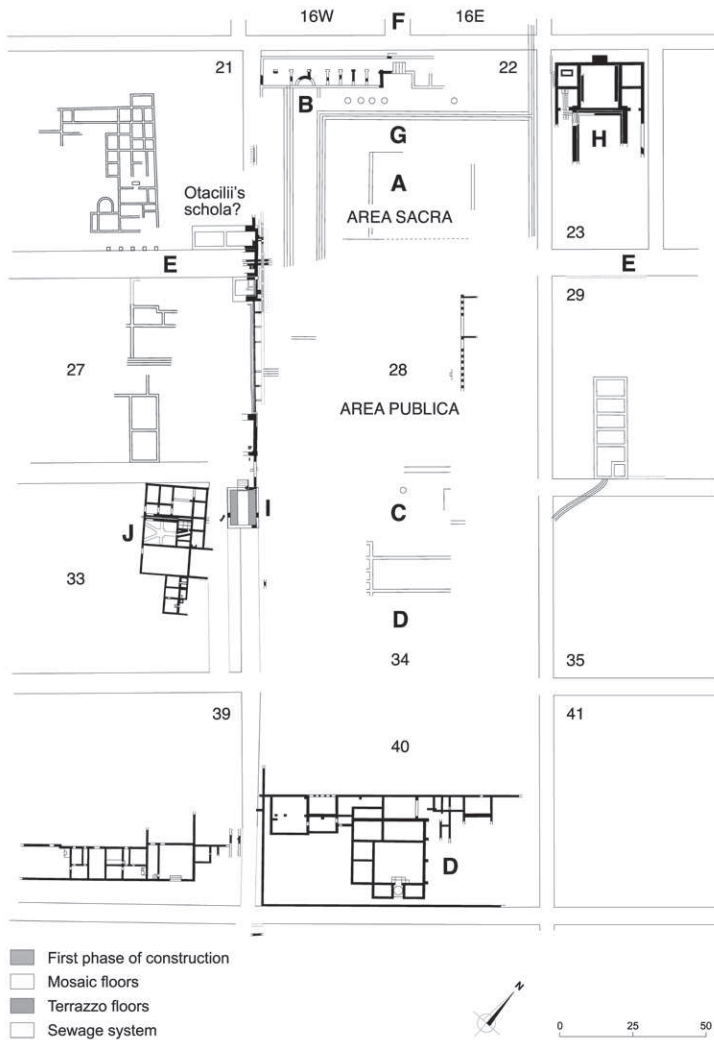 16W F 16E
21 22
B
G
H
A
Otacilii's
schola?
AREA SACRA
23
E E
29
27 28
AREA PUBLICA
I C
J
33
D
34 35
39 41
40
D
First phase of construction
Mosaic floors
Terrazzo floors
Sewage system
N
0 25 50